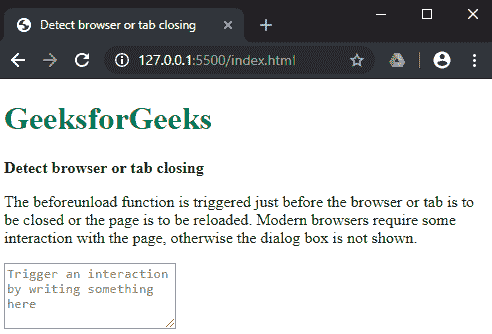 Detect browser or tab closing
127.0.0.1:5500/index.html
GeeksforGeeks
Detect browser or tab closing
The beforeunload function is triggered just before the browser or tab is to
be closed or the page is to be reloaded. Modern browsers require some
interaction with the page, otherwise the dialog box is not shown.
Trigger an interaction
by writing something
here